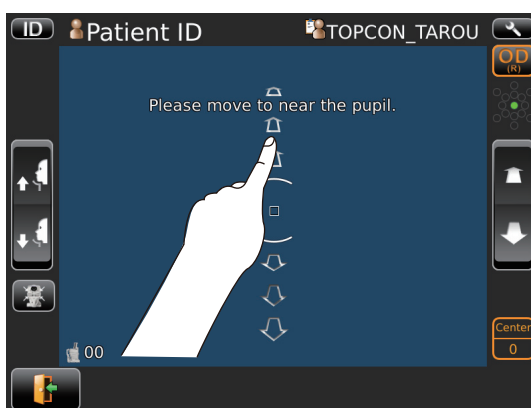 ID
Patient ID
TOPCON_TAROU
OD
(R)
Please move to near the pupil.
00
Center
0